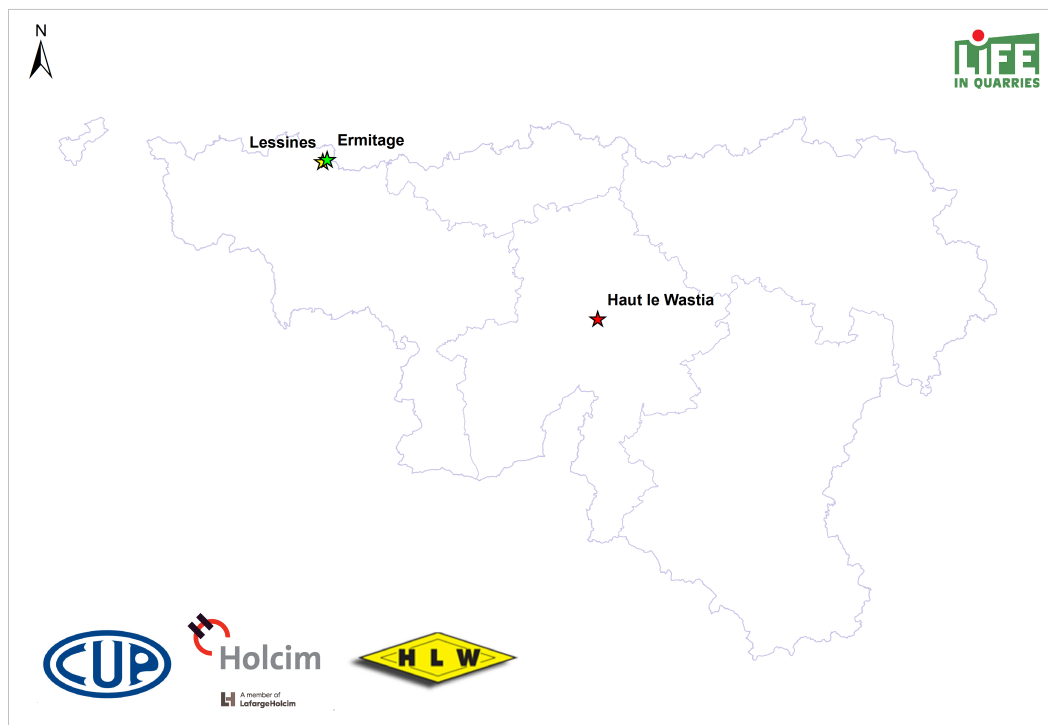 N
LiFE
IN QUARRIES
Lessines
Ermitage
Haut le Wastia
CUP
Holcim
A member of
LafargeHolcim
HLW